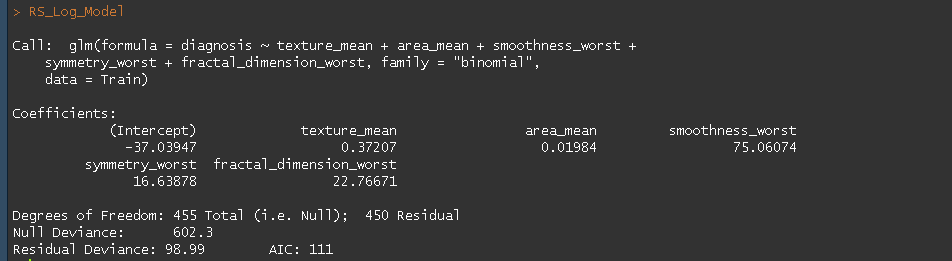 > RS_Log_Model
Call:  glm(formula = diagnosis ~ texture_mean + area_mean + smoothness_worst +
    symmetry_worst + fractal_dimension_worst, family = "binomial",
    data = Train)
Coefficients:
            (Intercept)             texture_mean                area_mean         smoothness_worst
              -37.03947                  0.37207                  0.01984                 75.06074
         symmetry_worst  fractal_dimension_worst
               16.63878                 22.76671
Degrees of Freedom: 455 Total (i.e. Null);  450 Residual
Null Deviance:      602.3
Residual Deviance: 98.99        AIC: 111